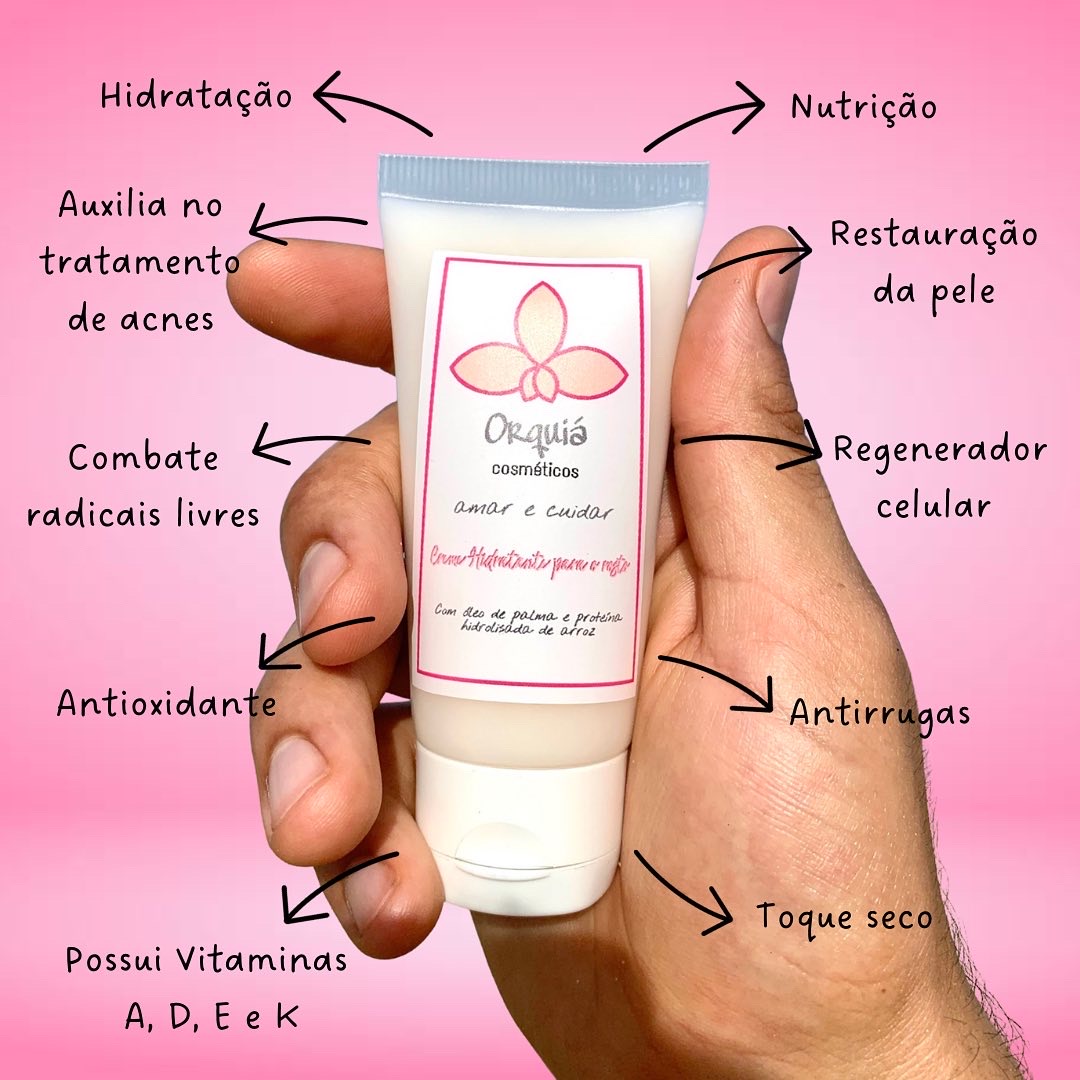 Hidratação
Nutrição
Auxilia no
tratamento
de acnes
Restauração
da pele
Combate
radicais livres
Regenerador
celular
Antioxidante
Antirrugas
Possui Vitaminas
A, D, E e K
Toque seco
Orquiá
cosméticos
amar e cuidar
Creme Hidratante para o rosto
Com óleo de palma e proteína
hidrolisada de arroz